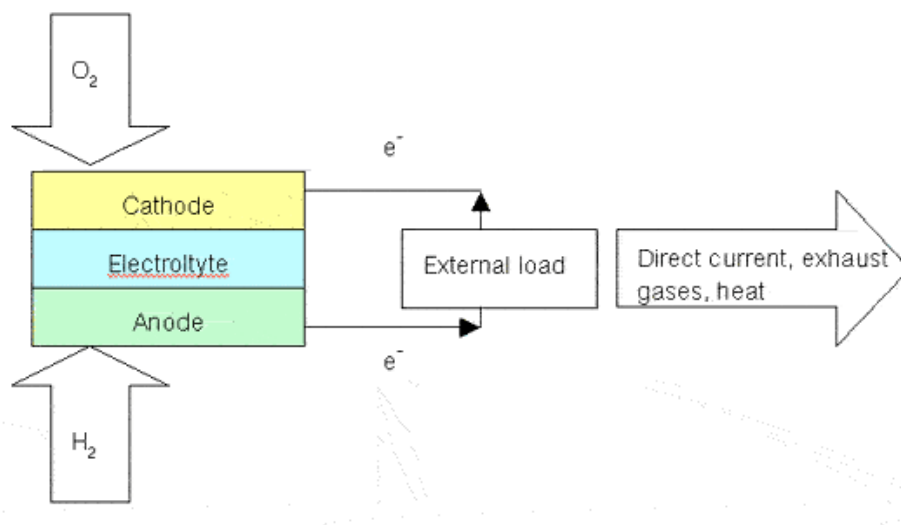 O₂
e⁻
Cathode
Electroltyte
External load
Direct current, exhaust
gases, heat
Anode
e⁻
H₂